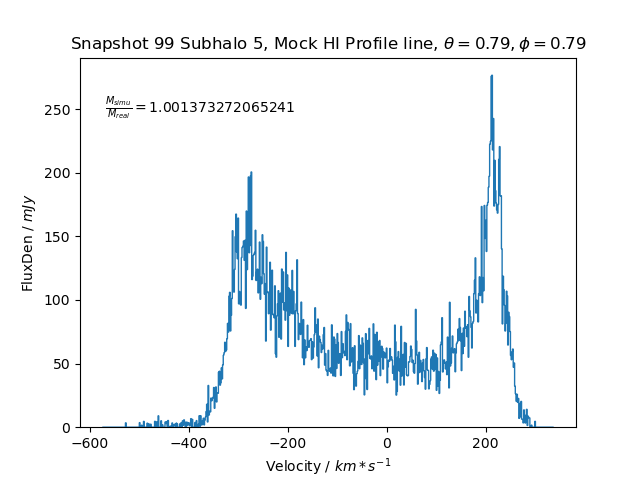 Snapshot 99 Subhalo 5, Mock HI Profile line, θ = 0.79, ϕ = 0.79
M_simu/M_real = 1.001373272065241
FluxDen / mJy
250
200
150
100
50
0
−600 −400 −200 0 200
Velocity / km * s⁻¹